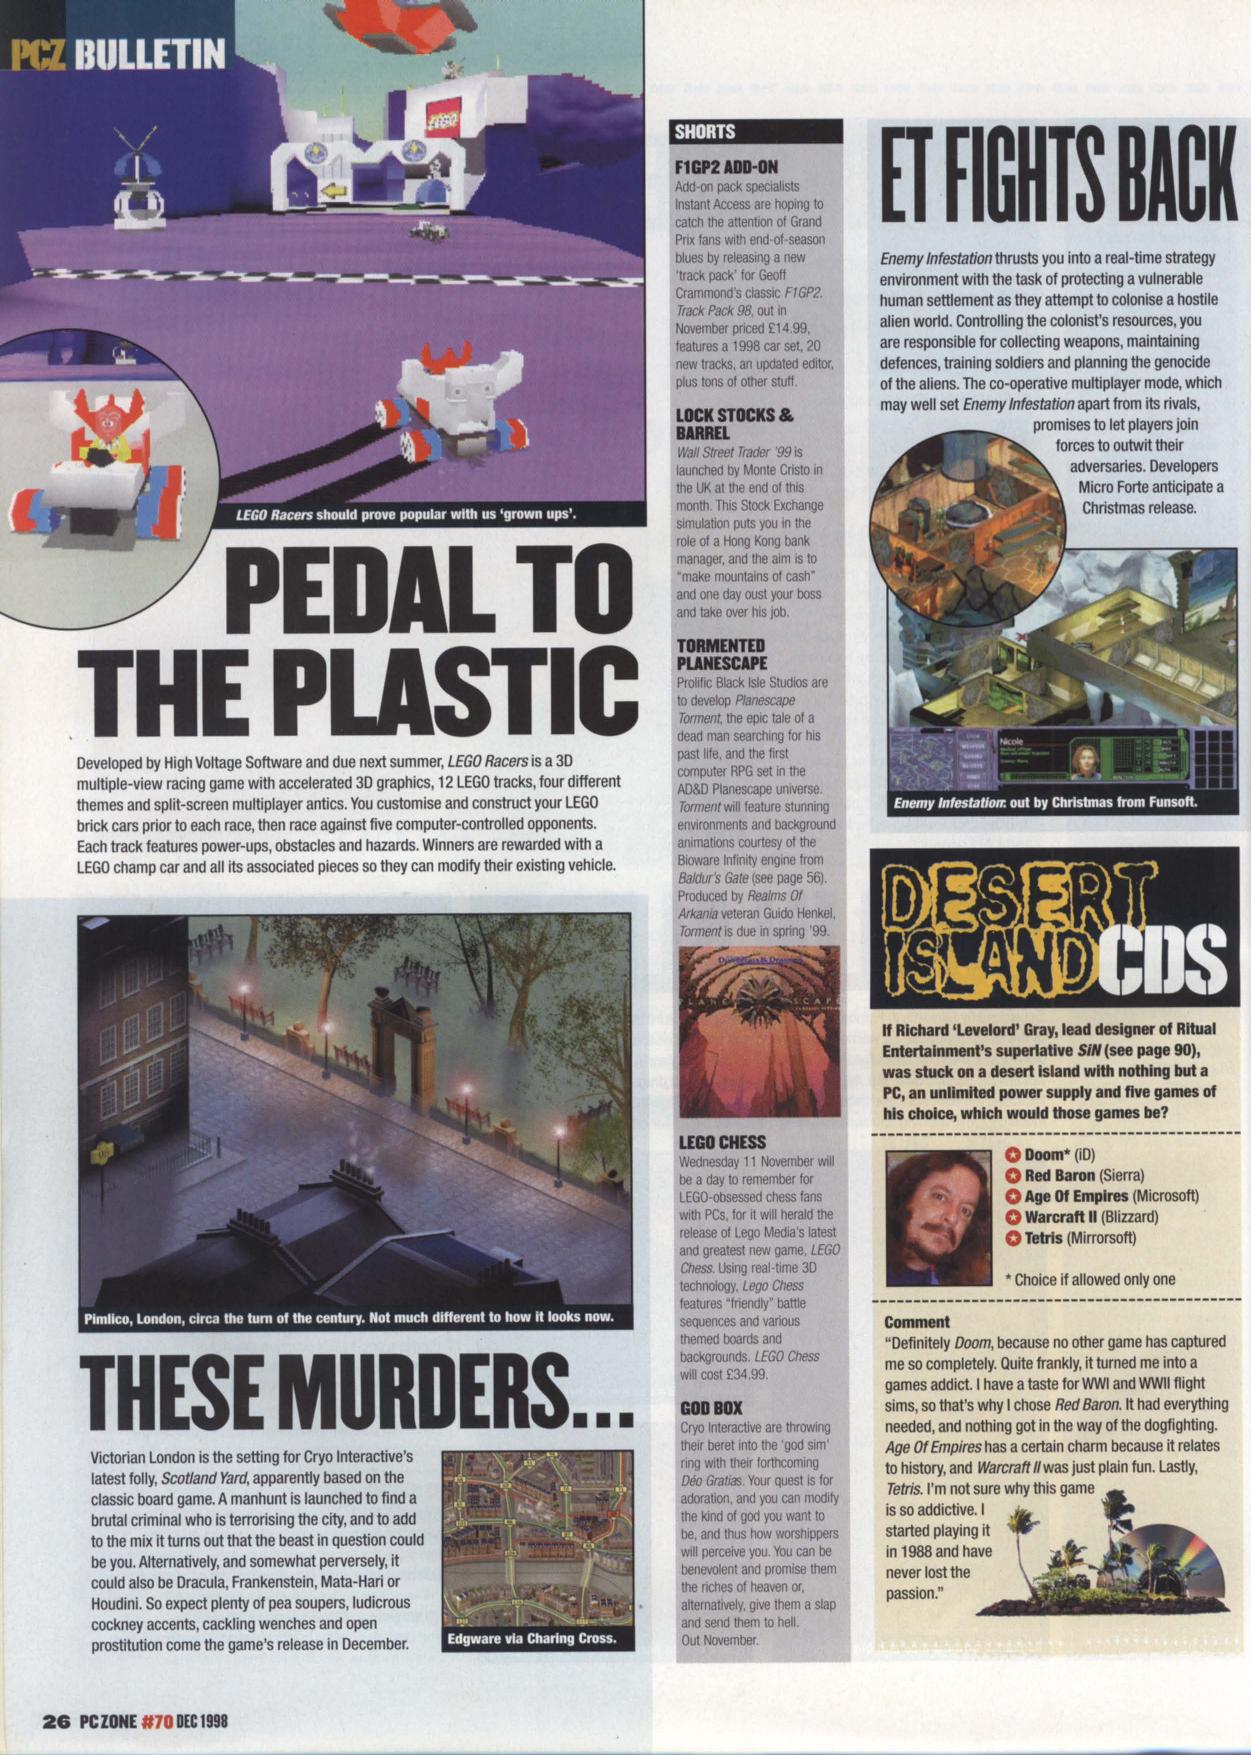 PCZ BULLETIN
LEGO
LEGO Racers should prove popular with us 'grown ups'.
PEDAL TO
THE PLASTIC
Developed by High Voltage Software and due next summer, LEGO Racers is a 3D
multiple-view racing game with accelerated 3D graphics, 12 LEGO tracks, four different
themes and split-screen multiplayer antics. You customise and construct your LEGO
brick cars prior to each race, then race against five computer-controlled opponents.
Each track features power-ups, obstacles and hazards. Winners are rewarded with a
LEGO champ car and all its associated pieces so they can modify their existing vehicle.
Pimlico, London, circa the turn of the century. Not much different to how it looks now.
THESE MURDERS...
Victorian London is the setting for Cryo Interactive's
latest folly, Scotland Yard, apparently based on the
classic board game. A manhunt is launched to find a
brutal criminal who is terrorising the city, and to add
to the mix it turns out that the beast in question could
be you. Alternatively, and somewhat perversely, it
could also be Dracula, Frankenstein, Mata-Hari or
Houdini. So expect plenty of pea soupers, ludicrous
cockney accents, cackling wenches and open
prostitution come the game's release in December.
Edgware via Charing Cross.
SHORTS
F1GP2 ADD-ON
Add-on pack specialists
Instant Access are hoping to
catch the attention of Grand
Prix fans with end-of-season
blues by releasing a new
'track pack' for Geoff
Crammond's classic F1GP2.
Track Pack 98, out in
November priced £14.99,
features a 1998 car set, 20
new tracks, an updated editor,
plus tons of other stuff.
LOCK STOCKS &
BARREL
Wall Street Trader '99 is
launched by Monte Cristo in
the UK at the end of this
month. This Stock Exchange
simulation puts you in the
role of a Hong Kong bank
manager, and the aim is to
"make mountains of cash"
and one day oust your boss
and take over his job.
TORMENTED
PLANESCAPE
Prolific Black Isle Studios are
to develop Planescape
Torment, the epic tale of a
dead man searching for his
past life, and the first
computer RPG set in the
AD&D Planescape universe.
Torment will feature stunning
environments and background
animations courtesy of the
Bioware Infinity engine from
Baldur's Gate (see page 56).
Produced by Realms Of
Arkania veteran Guido Henkel,
Torment is due in spring '99.
PLANE SCAPE
LEGO CHESS
Wednesday 11 November will
be a day to remember for
LEGO-obsessed chess fans
with PCs, for it will herald the
release of Lego Media's latest
and greatest new game, LEGO
Chess. Using real-time 3D
technology, Lego Chess
features "friendly" battle
sequences and various
themed boards and
backgrounds. LEGO Chess
will cost £34.99.
GOD BOX
Cryo Interactive are throwing
their beret into the 'god sim'
ring with their forthcoming
Déo Gratias. Your quest is for
adoration, and you can modify
the kind of god you want to
be, and thus how worshippers
will perceive you. You can be
benevolent and promise them
the riches of heaven or,
alternatively, give them a slap
and send them to hell.
Out November.
ET FIGHTS BACK
Enemy Infestation thrusts you into a real-time strategy
environment with the task of protecting a vulnerable
human settlement as they attempt to colonise a hostile
alien world. Controlling the colonist's resources, you
are responsible for collecting weapons, maintaining
defences, training soldiers and planning the genocide
of the aliens. The co-operative multiplayer mode, which
may well set Enemy Infestation apart from its rivals,
promises to let players join
forces to outwit their
adversaries. Developers
Micro Forte anticipate a
Christmas release.
Nicole
Enemy Infestation: out by Christmas from Funsoft.
DESERT
ISLAND CDS
If Richard 'Levelord' Gray, lead designer of Ritual
Entertainment's superlative SiN (see page 90),
was stuck on a desert island with nothing but a
PC, an unlimited power supply and five games of
his choice, which would those games be?
Doom* (iD)
Red Baron (Sierra)
Age Of Empires (Microsoft)
Warcraft II (Blizzard)
Tetris (Mirrorsoft)
* Choice if allowed only one
Comment
"Definitely Doom, because no other game has captured
me so completely. Quite frankly, it turned me into a
games addict. I have a taste for WWI and WWII flight
sims, so that's why I chose Red Baron. It had everything
needed, and nothing got in the way of the dogfighting.
Age Of Empires has a certain charm because it relates
to history, and Warcraft II was just plain fun. Lastly,
Tetris. I'm not sure why this game
is so addictive. I
started playing it
in 1988 and have
never lost the
passion."
26 PC ZONE #70 DEC 1998